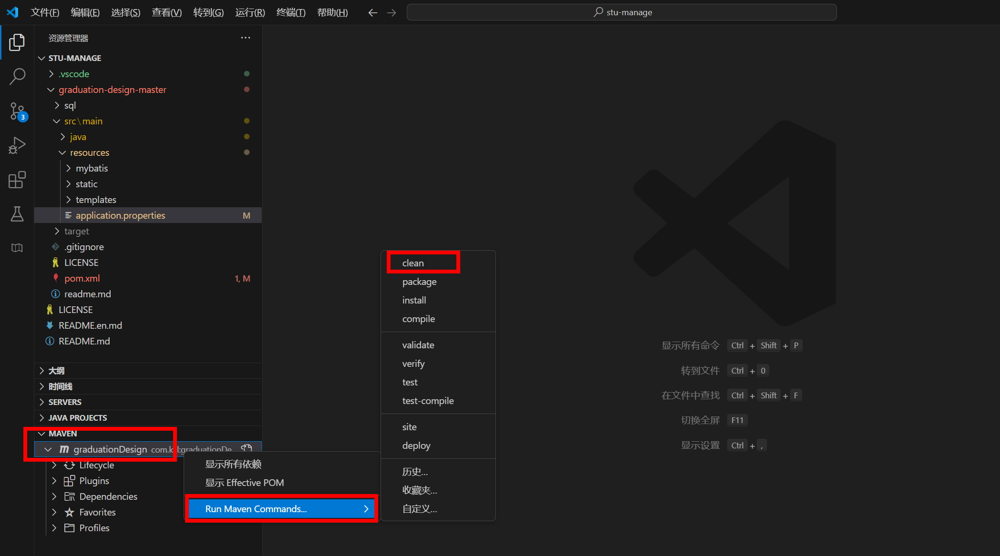 文件(F) 编辑(E) 选择(S) 查看(V) 转到(G) 运行(R) 终端(T) 帮助(H) stu-manage
资源管理器
STU-MANAGE
.vscode
graduation-design-master
sql
src\main
java
resources
mybatis
static
templates
application.properties M
target
.gitignore
LICENSE
pom.xml 1, M
readme.md
LICENSE
README.en.md
README.md
大纲
时间线
SERVERS
JAVA PROJECTS
MAVEN
graduationDesign
Lifecycle
Plugins
Dependencies
Favorites
Profiles
3
显示所有依赖
显示 Effective POM
Run Maven Commands...
clean
package
install
compile
validate
verify
test
test-compile
site
deploy
历史...
收藏夹...
自定义...
显示所有命令 Ctrl + Shift + P
转到文件 Ctrl + 0
在文件中查找 Ctrl + Shift + F
切换全屏 F11
显示设置 Ctrl + ,